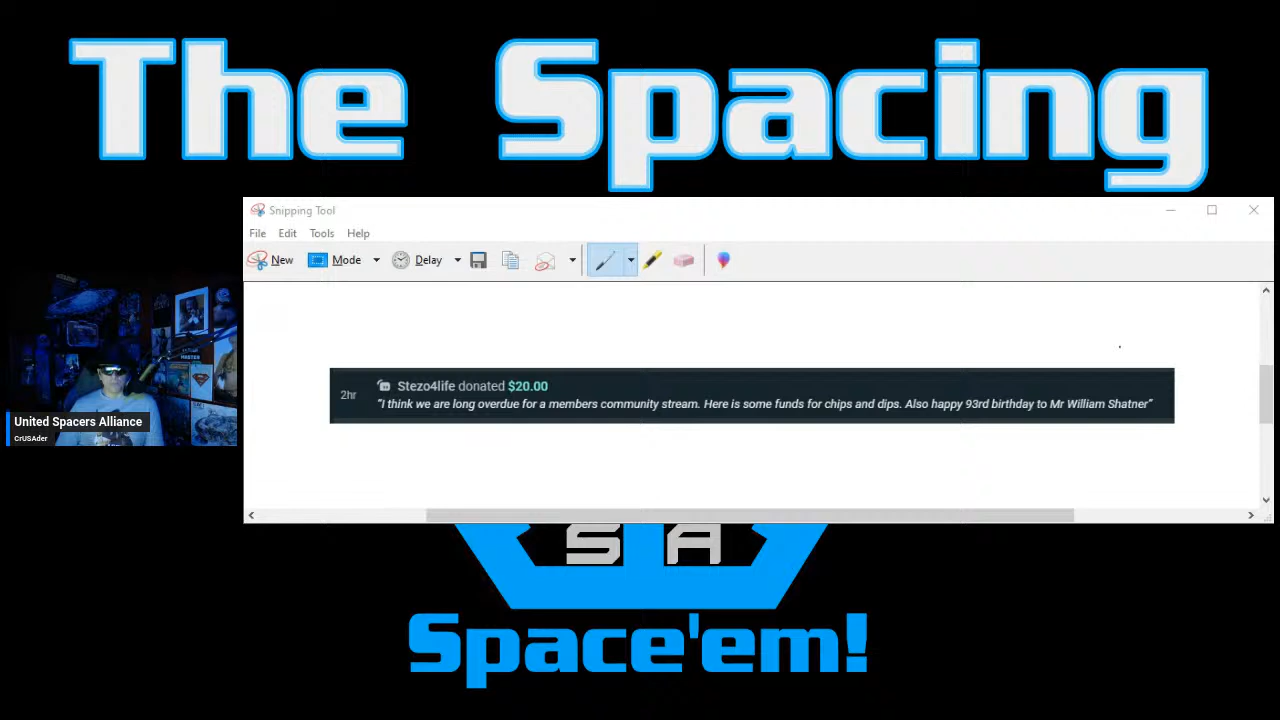 The Spacing
Snipping Tool
File Edit Tools Help
New Mode Delay
2hr
Stezo4life donated $20.00
“I think we are long overdue for a members community stream. Here is some funds for chips and dips. Also happy 93rd birthday to Mr William Shatner”
United Spacers Alliance
CrUSAder
S A
Space'em!